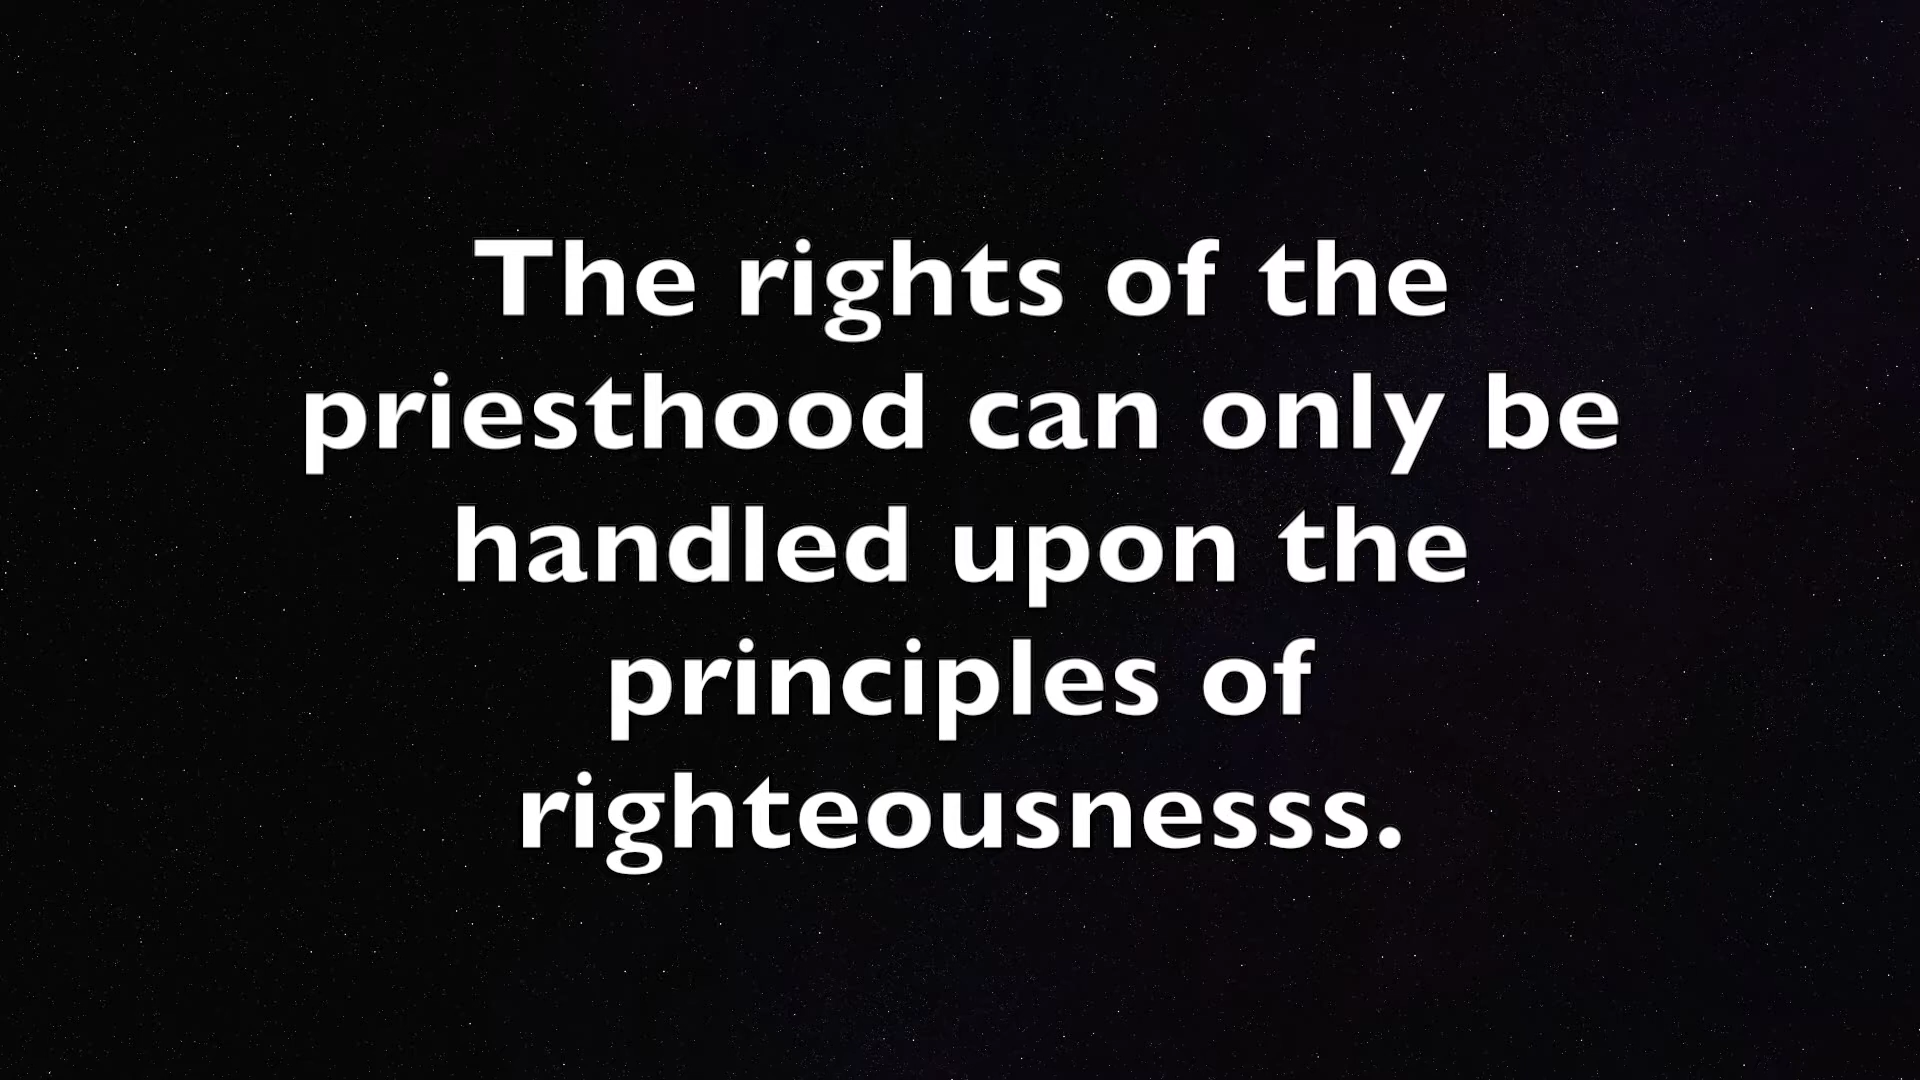 The rights of the
priesthood can only be
handled upon the
principles of
righteousnesss.